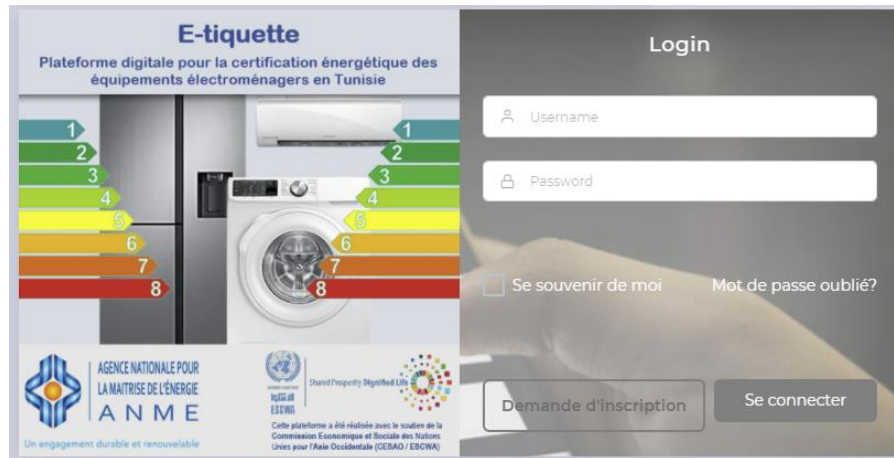 E-tiquette
Plateforme digitale pour la certification énergétique des
équipements électroménagers en Tunisie
1
2
3
4
5
6
7
8
1
2
3
4
5
6
7
8
AGENCE NATIONALE POUR
LA MAITRISE DE L'ÉNERGIE
ANME
Un engagement durable et renouvelable
الإسكوا
ESCWA
Shared Prosperity Dignified Life
Cette plateforme a été réalisée avec le soutien de la
Commission Economique et Sociale des Nations
Unies pour l'Asie Occidentale (CESAO / ESCWA)
Login
Username
Password
Se souvenir de moi
Mot de passe oublié?
Demande d'inscription
Se connecter